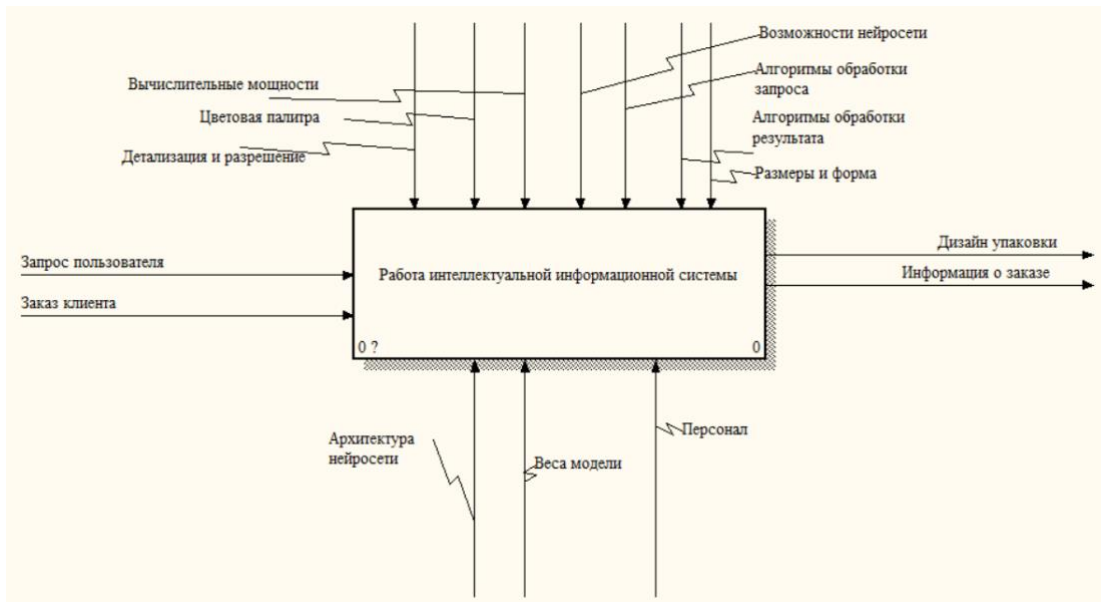 Возможности нейросети
Алгоритмы обработки
запроса
Вычислительные мощности
Цветовая палитра
Алгоритмы обработки
результата
Детализация и разрешение
Размеры и форма
Запрос пользователя
Заказ клиента
Работа интеллектуальной информационной системы
0 ?
0
Дизайн упаковки
Информация о заказе
Архитектура
нейросети
Веса модели
Персонал